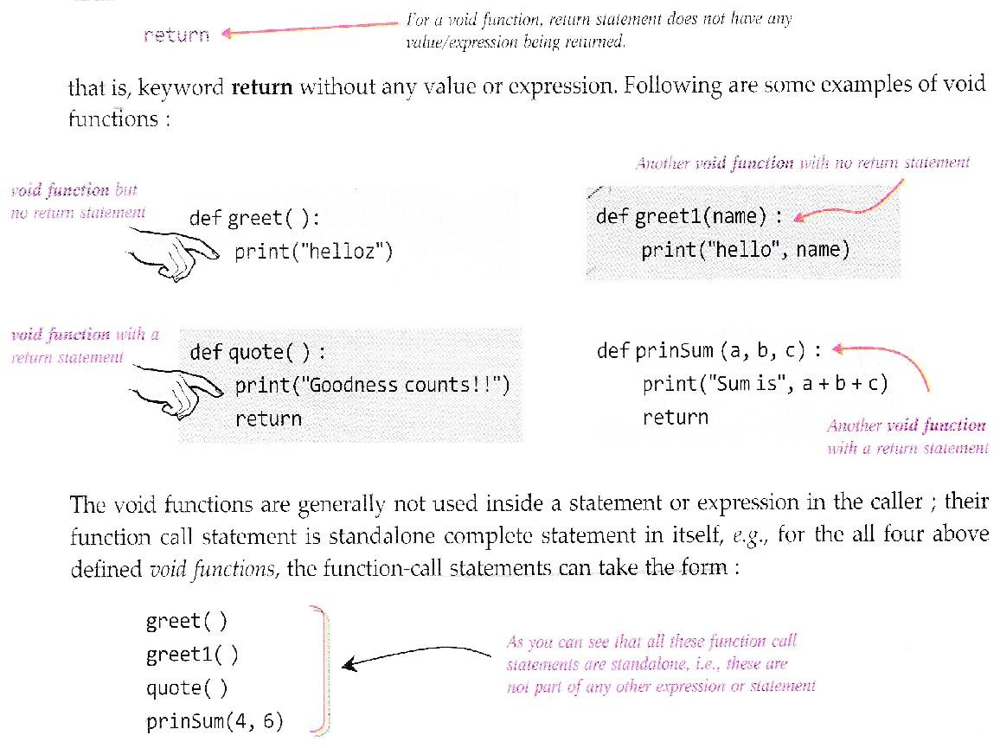 return
For a void function, return statement does not have any
value/expression being returned.
that is, keyword return without any value or expression. Following are some examples of void
functions :
Another void function with no return statement
void function but
no return statement
def greet( ):
print("helloz")
def greet1(name) :
print("hello", name)
void function with a
return statement
def quote( ) :
print("Goodness counts!!")
return
def prinSum (a, b, c) :
print("Sum is", a + b + c)
return
Another void function
with a return statement
The void functions are generally not used inside a statement or expression in the caller ; their
function call statement is standalone complete statement in itself, e.g., for the all four above
defined void functions, the function-call statements can take the form :
greet( )
greet1( )
quote( )
prinSum(4, 6)
As you can see that all these function call
statements are standalone, i.e., these are
not part of any other expression or statement